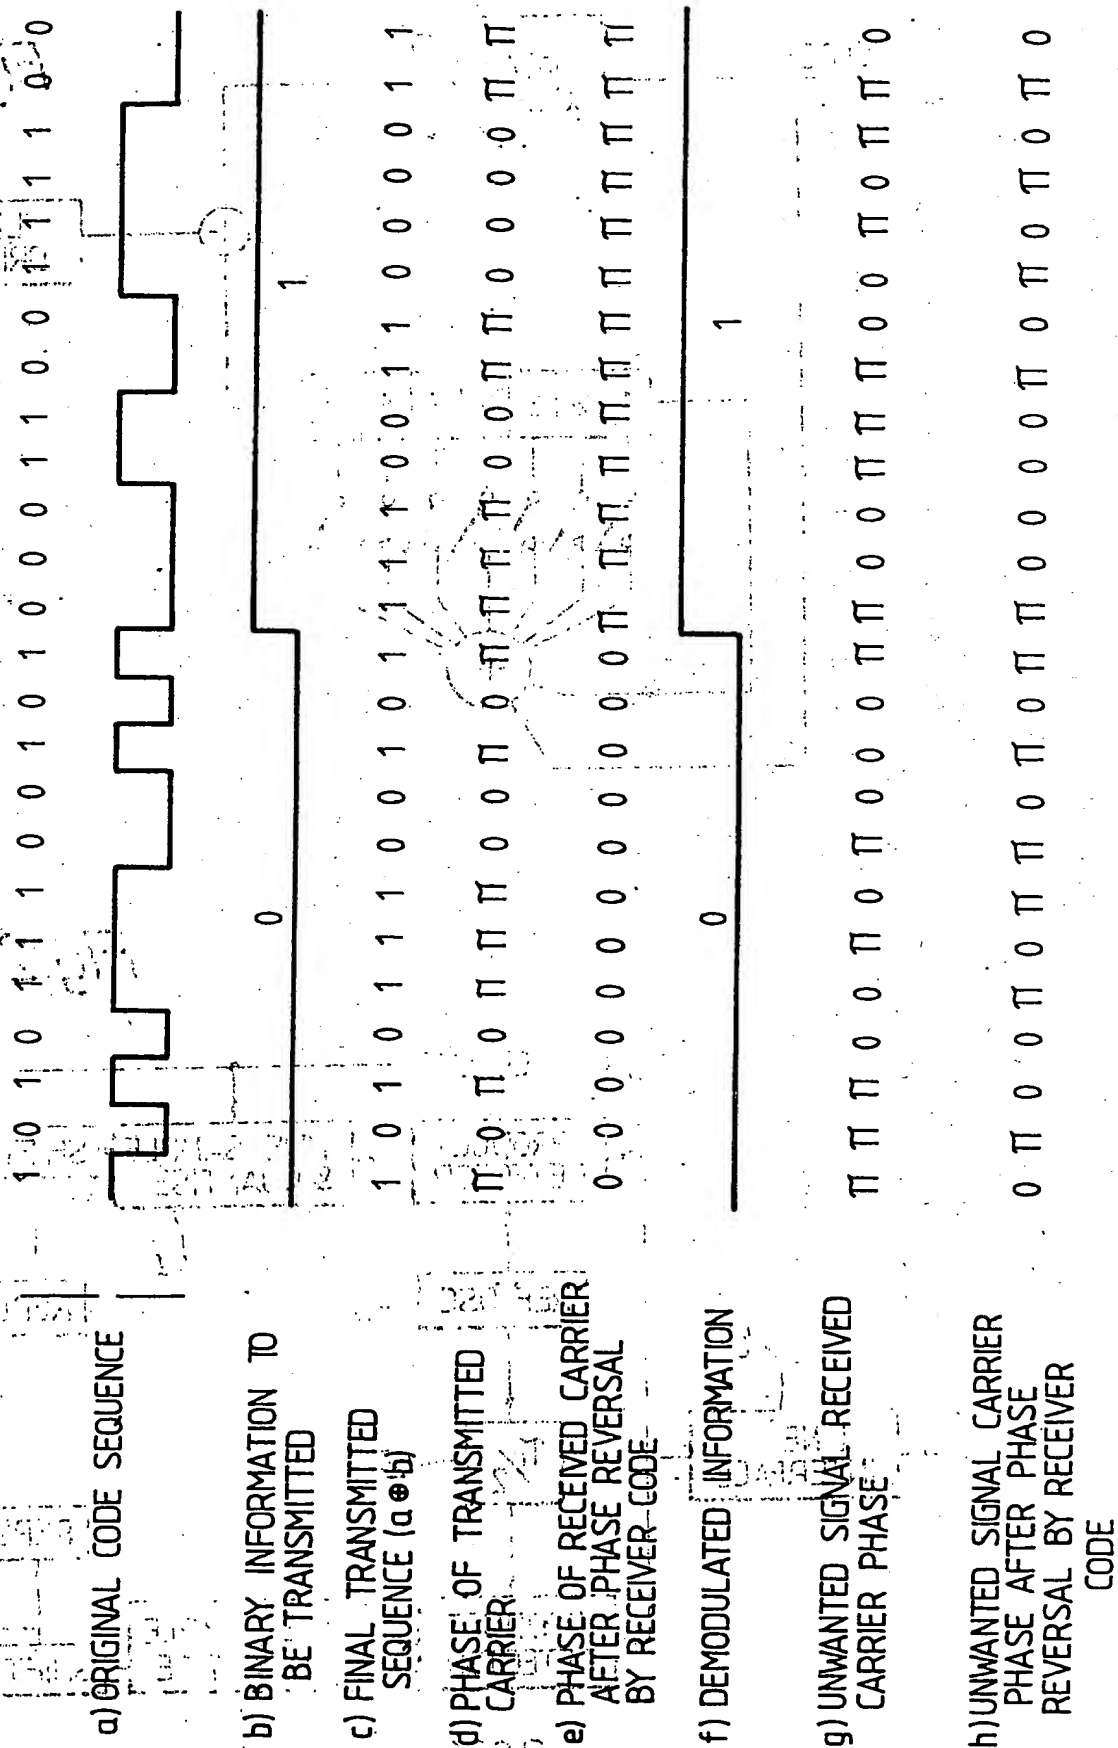 a) ORIGINAL CODE SEQUENCE
1 0 1 0 1 1 1 0 0 1 0 1 0 0 0 1 1 0 0 1 1 1 1 0 0
b) BINARY INFORMATION TO
BE TRANSMITTED
0 1
c) FINAL TRANSMITTED
SEQUENCE (a ⊕ b)
1 0 1 0 1 1 1 0 0 1 0 1 1 1 1 0 0 1 1 0 0 0 0 1 1
d) PHASE OF TRANSMITTED
CARRIER
Π 0 Π 0 Π Π Π 0 0 Π 0 Π Π Π Π 0 0 Π Π 0 0 0 0 Π Π
e) PHASE OF RECEIVED CARRIER
AFTER PHASE REVERSAL
BY RECEIVER CODE
0 0 0 0 0 0 0 0 0 0 0 0 Π Π Π Π Π Π Π Π Π Π Π Π Π
f) DEMODULATED INFORMATION
0 1
g) UNWANTED SIGNAL RECEIVED
CARRIER PHASE
Π Π Π 0 0 Π 0 Π 0 0 0 Π Π 0 0 Π Π Π 0 0 Π 0 Π Π 0
h) UNWANTED SIGNAL CARRIER
PHASE AFTER PHASE
REVERSAL BY RECEIVER
CODE
0 Π 0 0 Π 0 Π Π 0 Π 0 Π Π 0 0 0 0 Π 0 Π 0 Π 0 Π 0